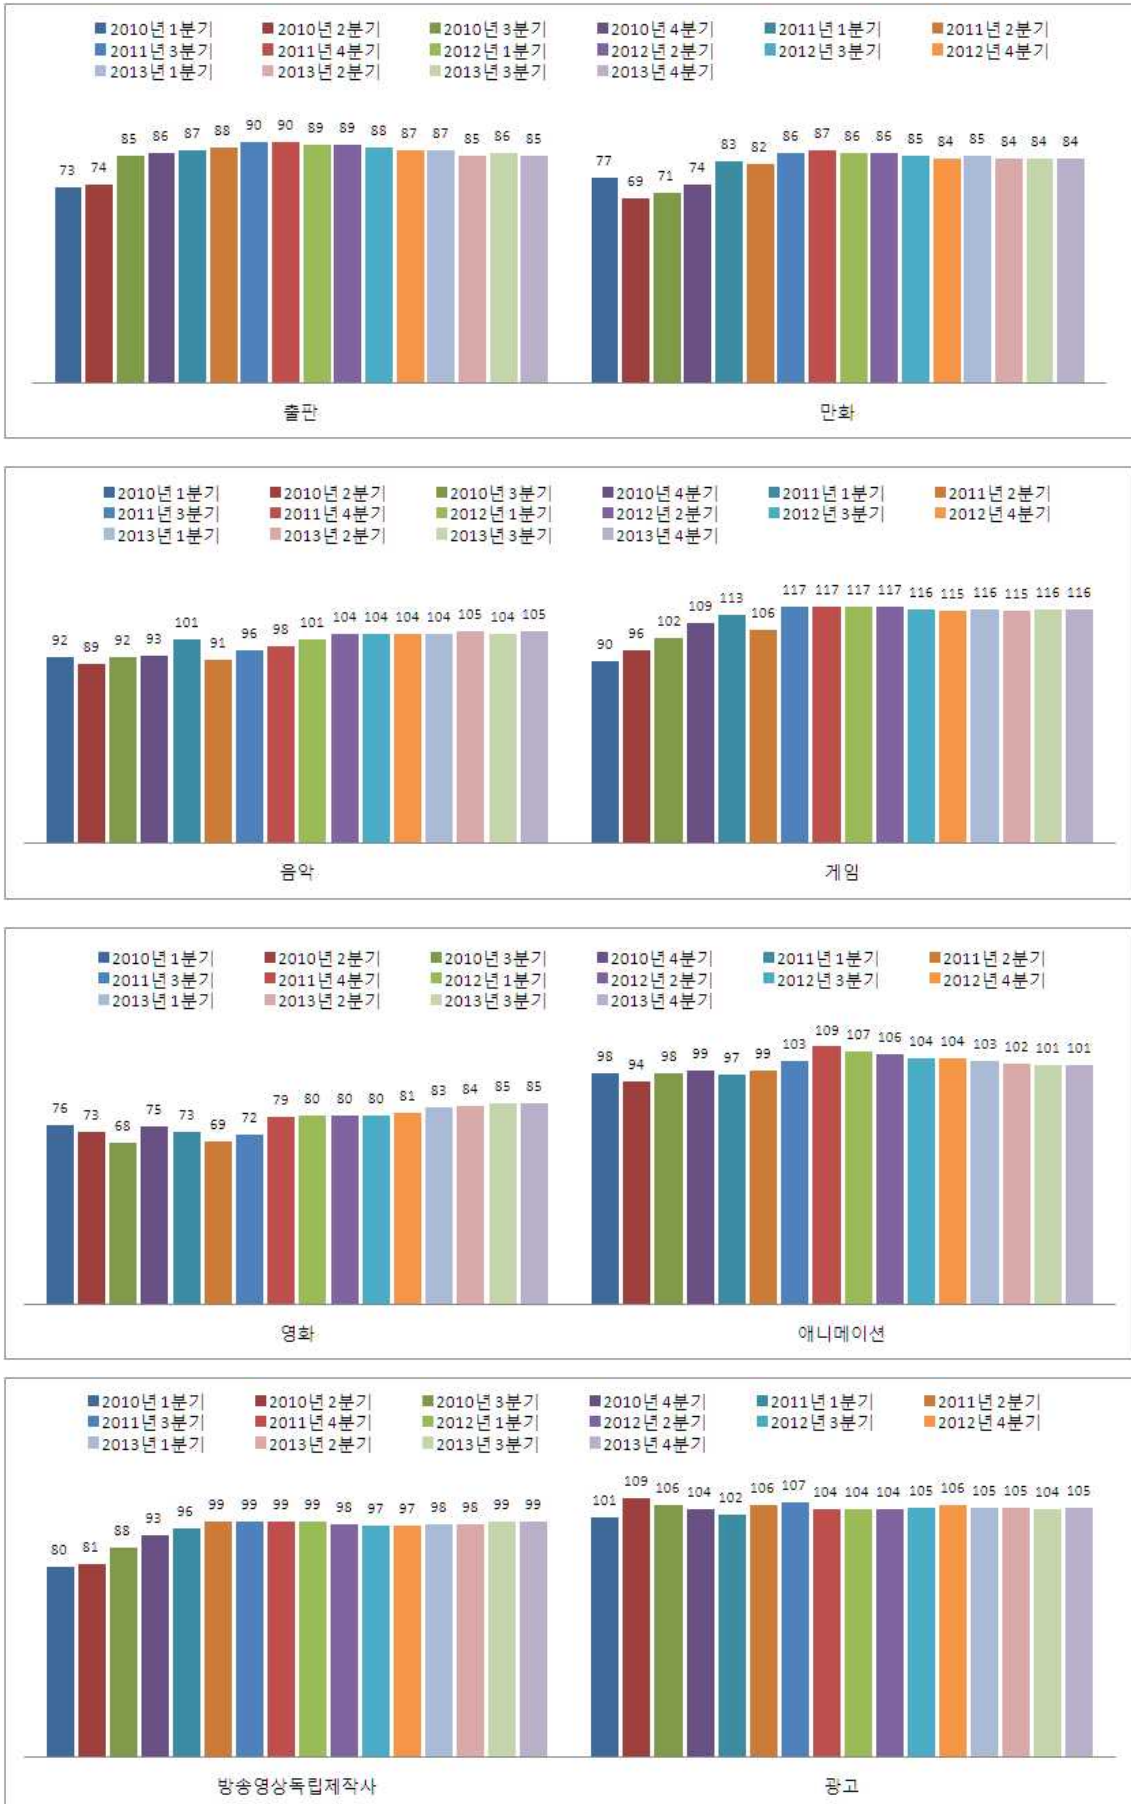 2010년 1분기 2010년 2분기 2010년 3분기 2010년 4분기 2011년 1분기 2011년 2분기
2011년 3분기 2011년 4분기 2012년 1분기 2012년 2분기 2012년 3분기 2012년 4분기
2013년 1분기 2013년 2분기 2013년 3분기 2013년 4분기
73 74 85 86 87 88 90 90 89 89 88 87 87 85 86 85
77 69 71 74 83 82 86 87 86 86 85 84 85 84 84 84
출판 만화
2010년 1분기 2010년 2분기 2010년 3분기 2010년 4분기 2011년 1분기 2011년 2분기
2011년 3분기 2011년 4분기 2012년 1분기 2012년 2분기 2012년 3분기 2012년 4분기
2013년 1분기 2013년 2분기 2013년 3분기 2013년 4분기
92 89 92 93 101 91 96 98 101 104 104 104 104 105 104 105
90 96 102 109 113 106 117 117 117 117 116 115 116 115 116 116
음악 게임
2010년 1분기 2010년 2분기 2010년 3분기 2010년 4분기 2011년 1분기 2011년 2분기
2011년 3분기 2011년 4분기 2012년 1분기 2012년 2분기 2012년 3분기 2012년 4분기
2013년 1분기 2013년 2분기 2013년 3분기 2013년 4분기
76 73 68 75 73 69 72 79 80 80 80 81 83 84 85 85
98 94 98 99 97 99 103 109 107 106 104 104 103 102 101 101
영화 애니메이션
2010년 1분기 2010년 2분기 2010년 3분기 2010년 4분기 2011년 1분기 2011년 2분기
2011년 3분기 2011년 4분기 2012년 1분기 2012년 2분기 2012년 3분기 2012년 4분기
2013년 1분기 2013년 2분기 2013년 3분기 2013년 4분기
80 81 88 93 96 99 99 99 99 98 97 97 98 98 99 99
101 109 106 104 102 106 107 104 104 104 105 106 105 105 104 105
방송영상독립제작사 광고